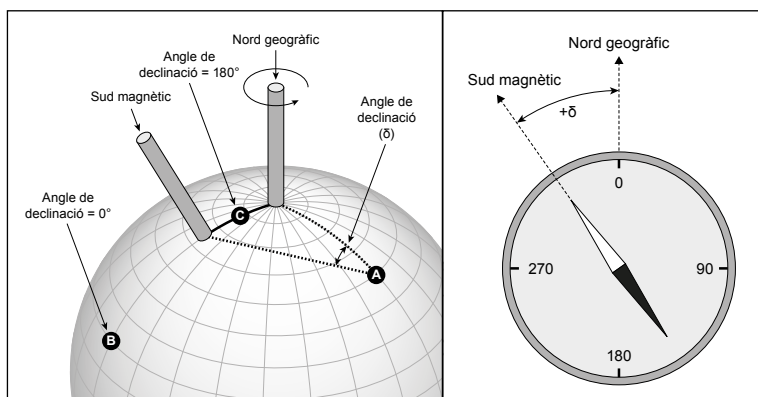 Nord geogràfic
Angle de
declinació = 180°
Sud magnètic
Angle de
declinació
(δ)
Angle de
declinació = 0°
C
A
B
Nord geogràfic
Sud magnètic
+δ
0
270
90
180